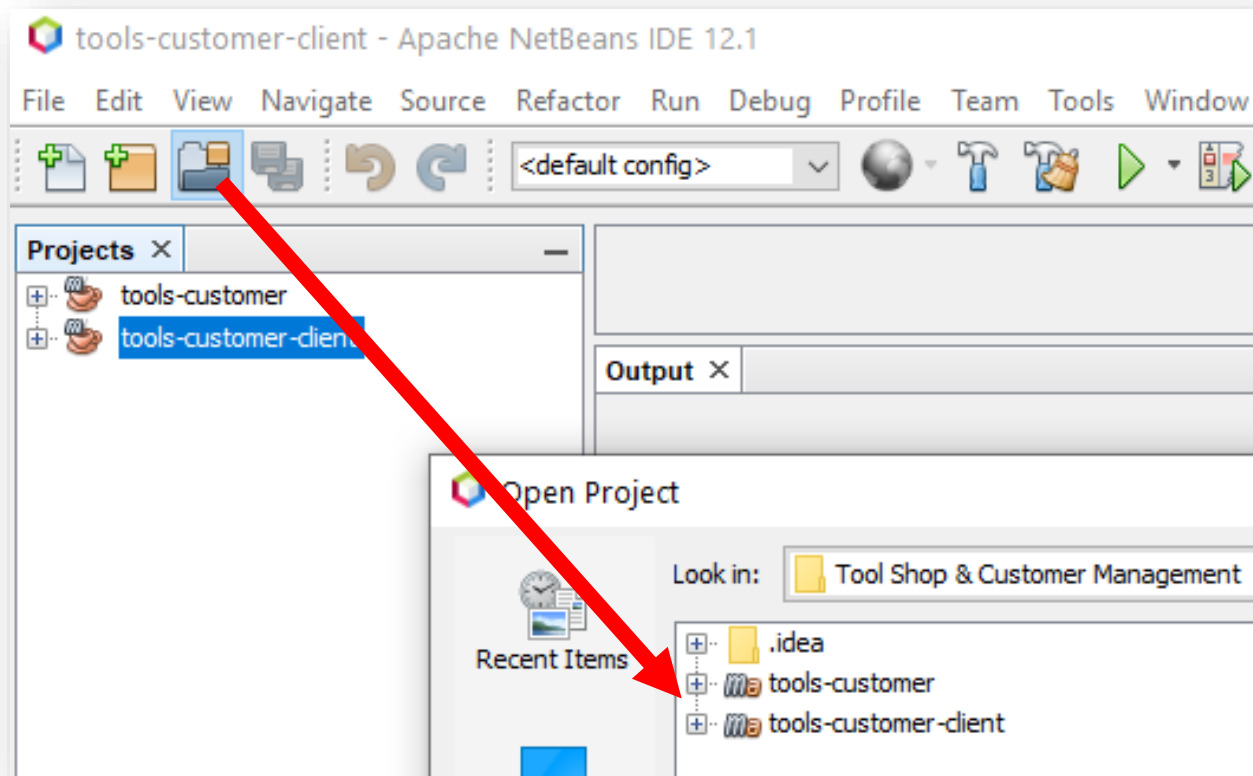 tools-customer-client - Apache NetBeans IDE 12.1
File Edit View Navigate Source Refactor Run Debug Profile Team Tools Window
<default config>
Projects
tools-customer
tools-customer-client
Output
Open Project
Look in: Tool Shop & Customer Management
Recent Items
.idea
tools-customer
tools-customer-client